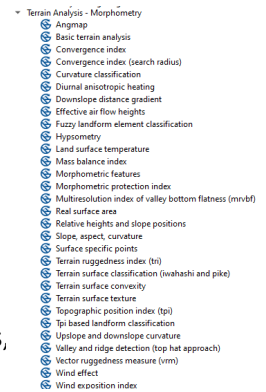 Terrain Analysis - Morphometry
Angmap
Basic terrain analysis
Convergence index
Convergence index (search radius)
Curvature classification
Diurnal anisotropic heating
Downslope distance gradient
Effective air flow heights
Fuzzy landform element classification
Hypsometry
Land surface temperature
Mass balance index
Morphometric features
Morphometric protection index
Multiresolution index of valley bottom flatness (mrvbf)
Real surface area
Relative heights and slope positions
Slope, aspect, curvature
Surface specific points
Terrain ruggedness index (tri)
Terrain surface classification (iwahashi and pike)
Terrain surface convexity
Terrain surface texture
Topographic position index (tpi)
Tpi based landform classification
Upslope and downslope curvature
Valley and ridge detection (top hat approach)
Vector ruggedness measure (vrm)
Wind effect
Wind exposition index